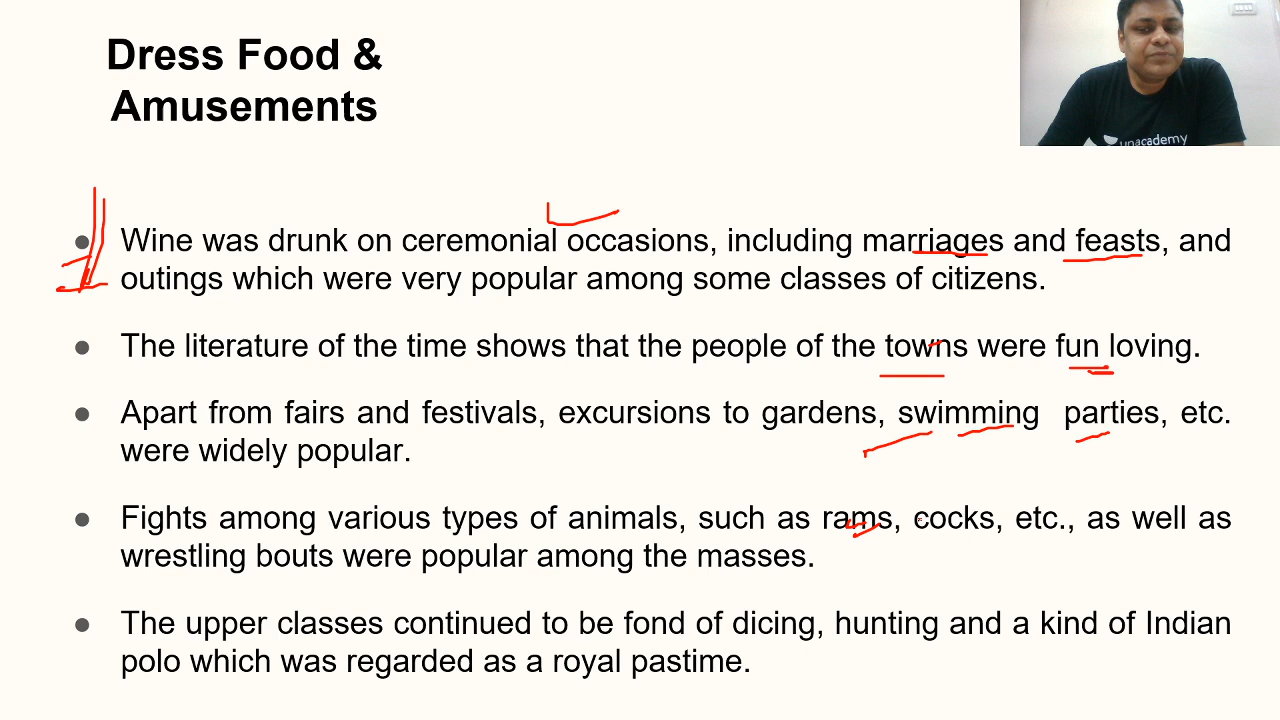 Dress Food &
Amusements
unacademy
● Wine was drunk on ceremonial occasions, including marriages and feasts, and
outings which were very popular among some classes of citizens.
● The literature of the time shows that the people of the towns were fun loving.
● Apart from fairs and festivals, excursions to gardens, swimming parties, etc.
were widely popular.
● Fights among various types of animals, such as rams, cocks, etc., as well as
wrestling bouts were popular among the masses.
● The upper classes continued to be fond of dicing, hunting and a kind of Indian
polo which was regarded as a royal pastime.